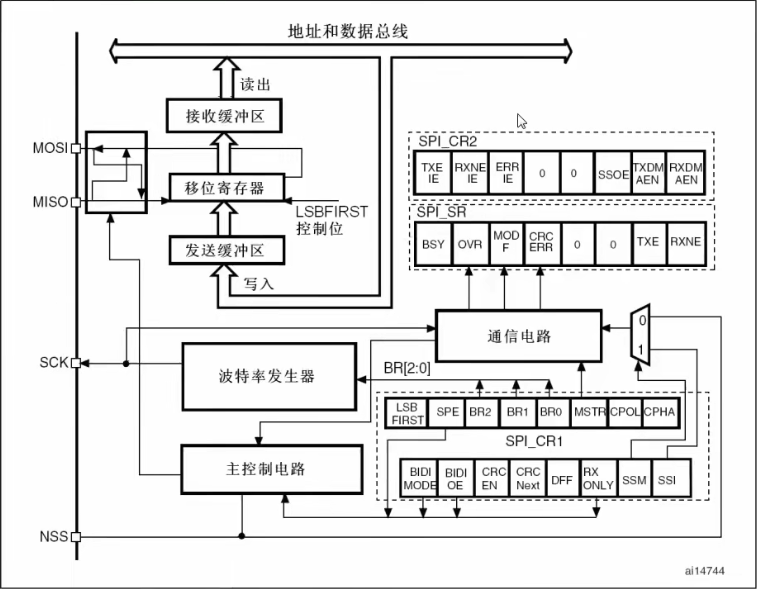 地址和数据总线
读出
接收缓冲区
MOSI
SPI_CR2
TXE
IE
RXNE
IE
ERR
IE
0
0
SSOE
TXDM
AEN
RXDM
AEN
移位寄存器
MISO
LSBFIRST
控制位
SPI_SR
BSY
OVR
MOD
F
CRC
ERR
0
0
TXE
RXNE
发送缓冲区
写入
通信电路
0
1
SCK
波特率发生器
BR[2:0]
LSB
FIRST
SPE
BR2
BR1
BR0
MSTR
CPOL
CPHA
SPI_CR1
主控制电路
BIDI
MODE
BIDI
OE
CRC
EN
CRC
Next
DFF
RX
ONLY
SSM
SSI
NSS
ai14744